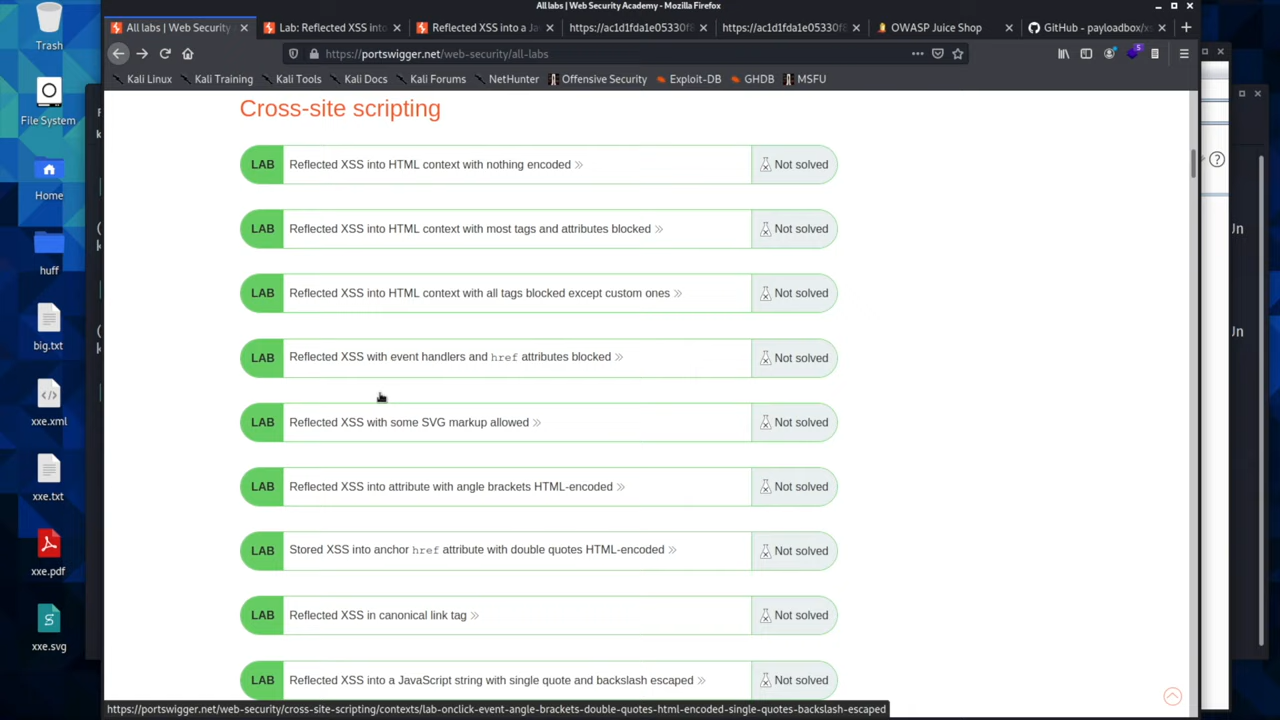 All labs | Web Security Academy - Mozilla Firefox
All labs | Web Security
Lab: Reflected XSS into
Reflected XSS into a Ja
https://ac1d1fda1e05330f8
https://ac1d1fda1e05330f
OWASP Juice Shop
GitHub - payloadbox/x
https://portswigger.net/web-security/all-labs
5
Kali Linux
Kali Training
Kali Tools
Kali Docs
Kali Forums
NetHunter
Offensive Security
Exploit-DB
GHDB
MSFU
Trash
File System
Home
huff
big.txt
xxe.xml
xxe.txt
xxe.pdf
xxe.svg
Cross-site scripting
LAB Reflected XSS into HTML context with nothing encoded Not solved
LAB Reflected XSS into HTML context with most tags and attributes blocked Not solved
LAB Reflected XSS into HTML context with all tags blocked except custom ones Not solved
LAB Reflected XSS with event handlers and href attributes blocked Not solved
LAB Reflected XSS with some SVG markup allowed Not solved
LAB Reflected XSS into attribute with angle brackets HTML-encoded Not solved
LAB Stored XSS into anchor href attribute with double quotes HTML-encoded Not solved
LAB Reflected XSS in canonical link tag Not solved
LAB Reflected XSS into a JavaScript string with single quote and backslash escaped Not solved
https://portswigger.net/web-security/cross-site-scripting/contexts/lab-onclick-event-angle-brackets-double-quotes-html-encoded-single-quotes-backslash-escaped